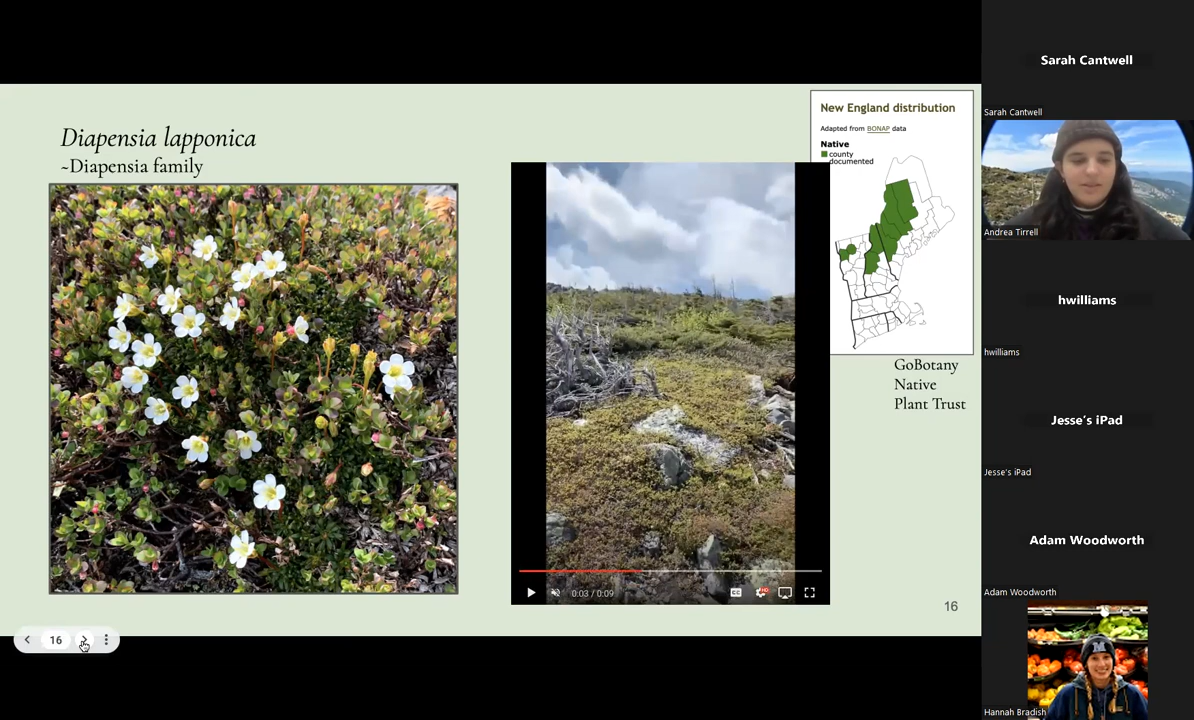 Diapensia lapponica
~Diapensia family
New England distribution
Adapted from BONAP data
Native
county
documented
GoBotany
Native
Plant Trust
0:03 / 0:09
CC
HD
16
16
Sarah Cantwell
Sarah Cantwell
Andrea Tirrell
hwilliams
hwilliams
Jesse's iPad
Jesse's iPad
Adam Woodworth
Adam Woodworth
M
Hannah Bradish